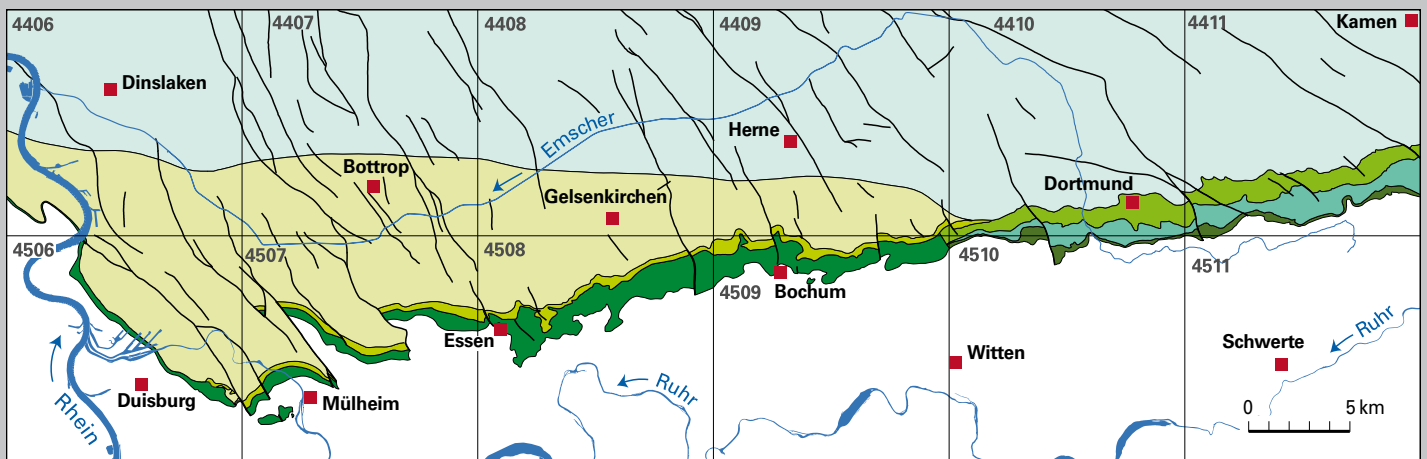 4406
4407
4408
4409
4410
4411
Kamen
Dinslaken
Emscher
Herne
Bottrop
Gelsenkirchen
Dortmund
4506
4507
4508
4509
4510
4511
Bochum
Essen
Ruhr
Schwerte
Witten
Ruhr
Duisburg
Mülheim
Rhein
0 5 km